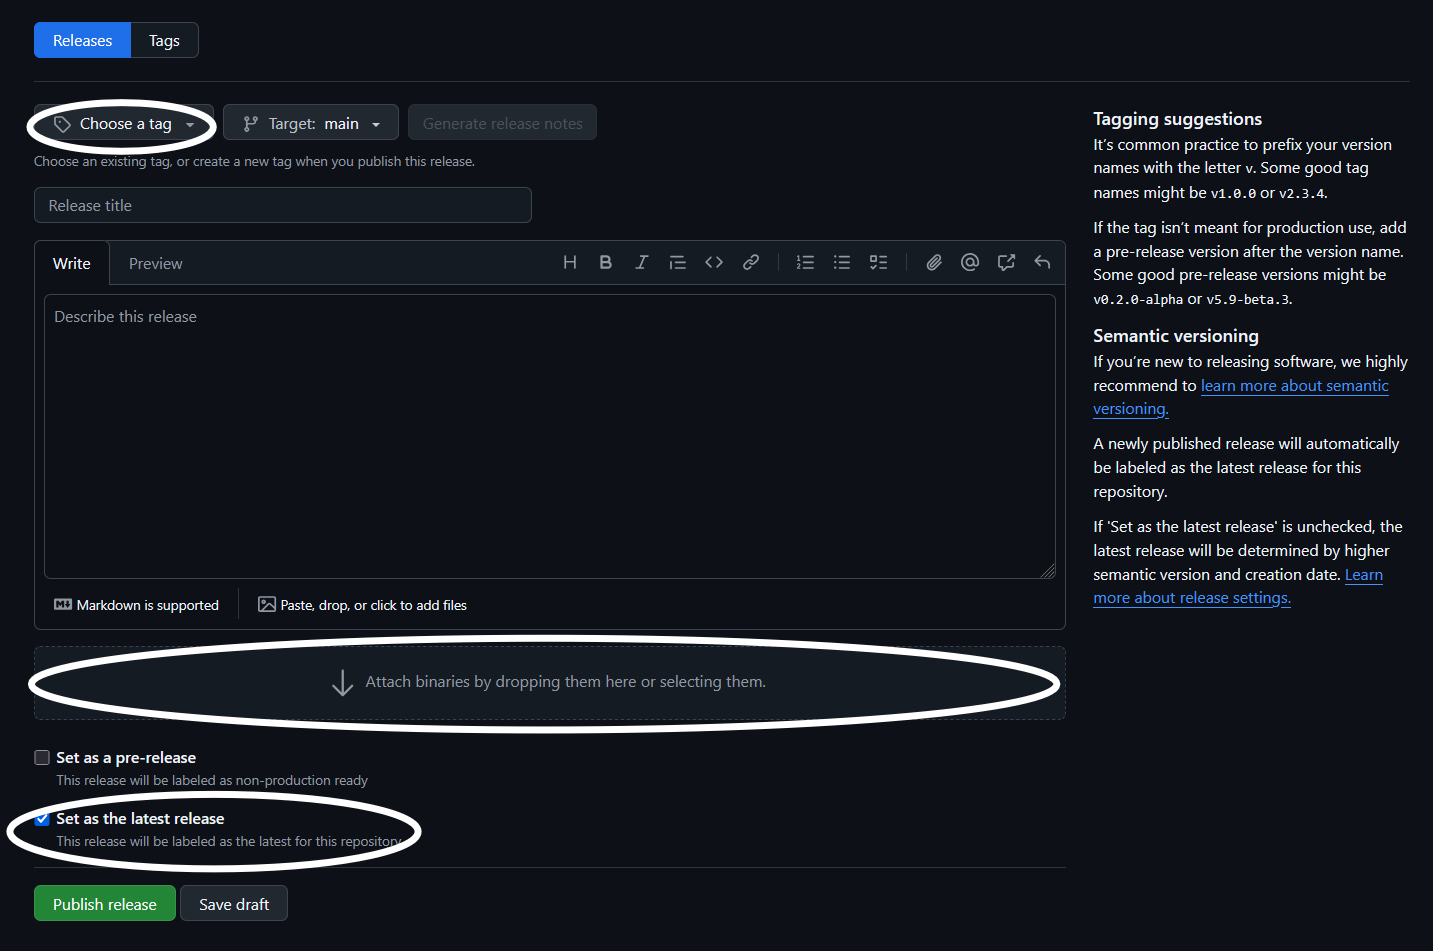 Releases Tags
Choose a tag Target: main Generate release notes
Choose an existing tag, or create a new tag when you publish this release.
Release title
Write Preview
Describe this release
Markdown is supported Paste, drop, or click to add files
Attach binaries by dropping them here or selecting them.
Set as a pre-release
This release will be labeled as non-production ready
Set as the latest release
This release will be labeled as the latest for this repository
Publish release Save draft
Tagging suggestions
It’s common practice to prefix your version
names with the letter v. Some good tag
names might be v1.0.0 or v2.3.4.
If the tag isn’t meant for production use, add
a pre-release version after the version name.
Some good pre-release versions might be
v0.2.0-alpha or v5.9-beta.3.
Semantic versioning
If you’re new to releasing software, we highly
recommend to learn more about semantic
versioning.
A newly published release will automatically
be labeled as the latest release for this
repository.
If 'Set as the latest release' is unchecked, the
latest release will be determined by higher
semantic version and creation date. Learn
more about release settings.